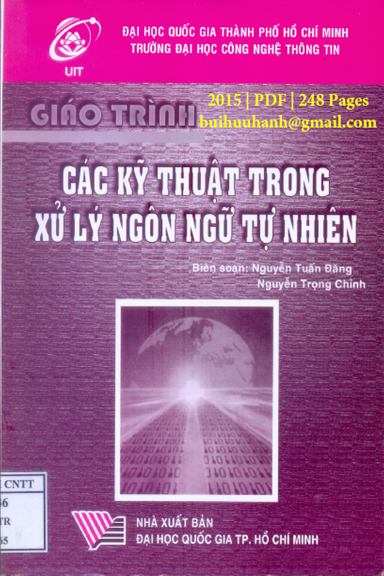 ĐẠI HỌC QUỐC GIA THÀNH PHỐ HỒ CHÍ MINH
TRƯỜNG ĐẠI HỌC CÔNG NGHỆ THÔNG TIN
UIT
GIÁO TRÌNH
2015 | PDF | 248 Pages
buihuuhanh@gmail.com
CÁC KỸ THUẬT TRONG
XỬ LÝ NGÔN NGỮ TỰ NHIÊN
Biên soạn: Nguyễn Tuấn Đăng
Nguyễn Trọng Chỉnh
CNTT
TR
NHÀ XUẤT BẢN
ĐẠI HỌC QUỐC GIA TP. HỒ CHÍ MINH